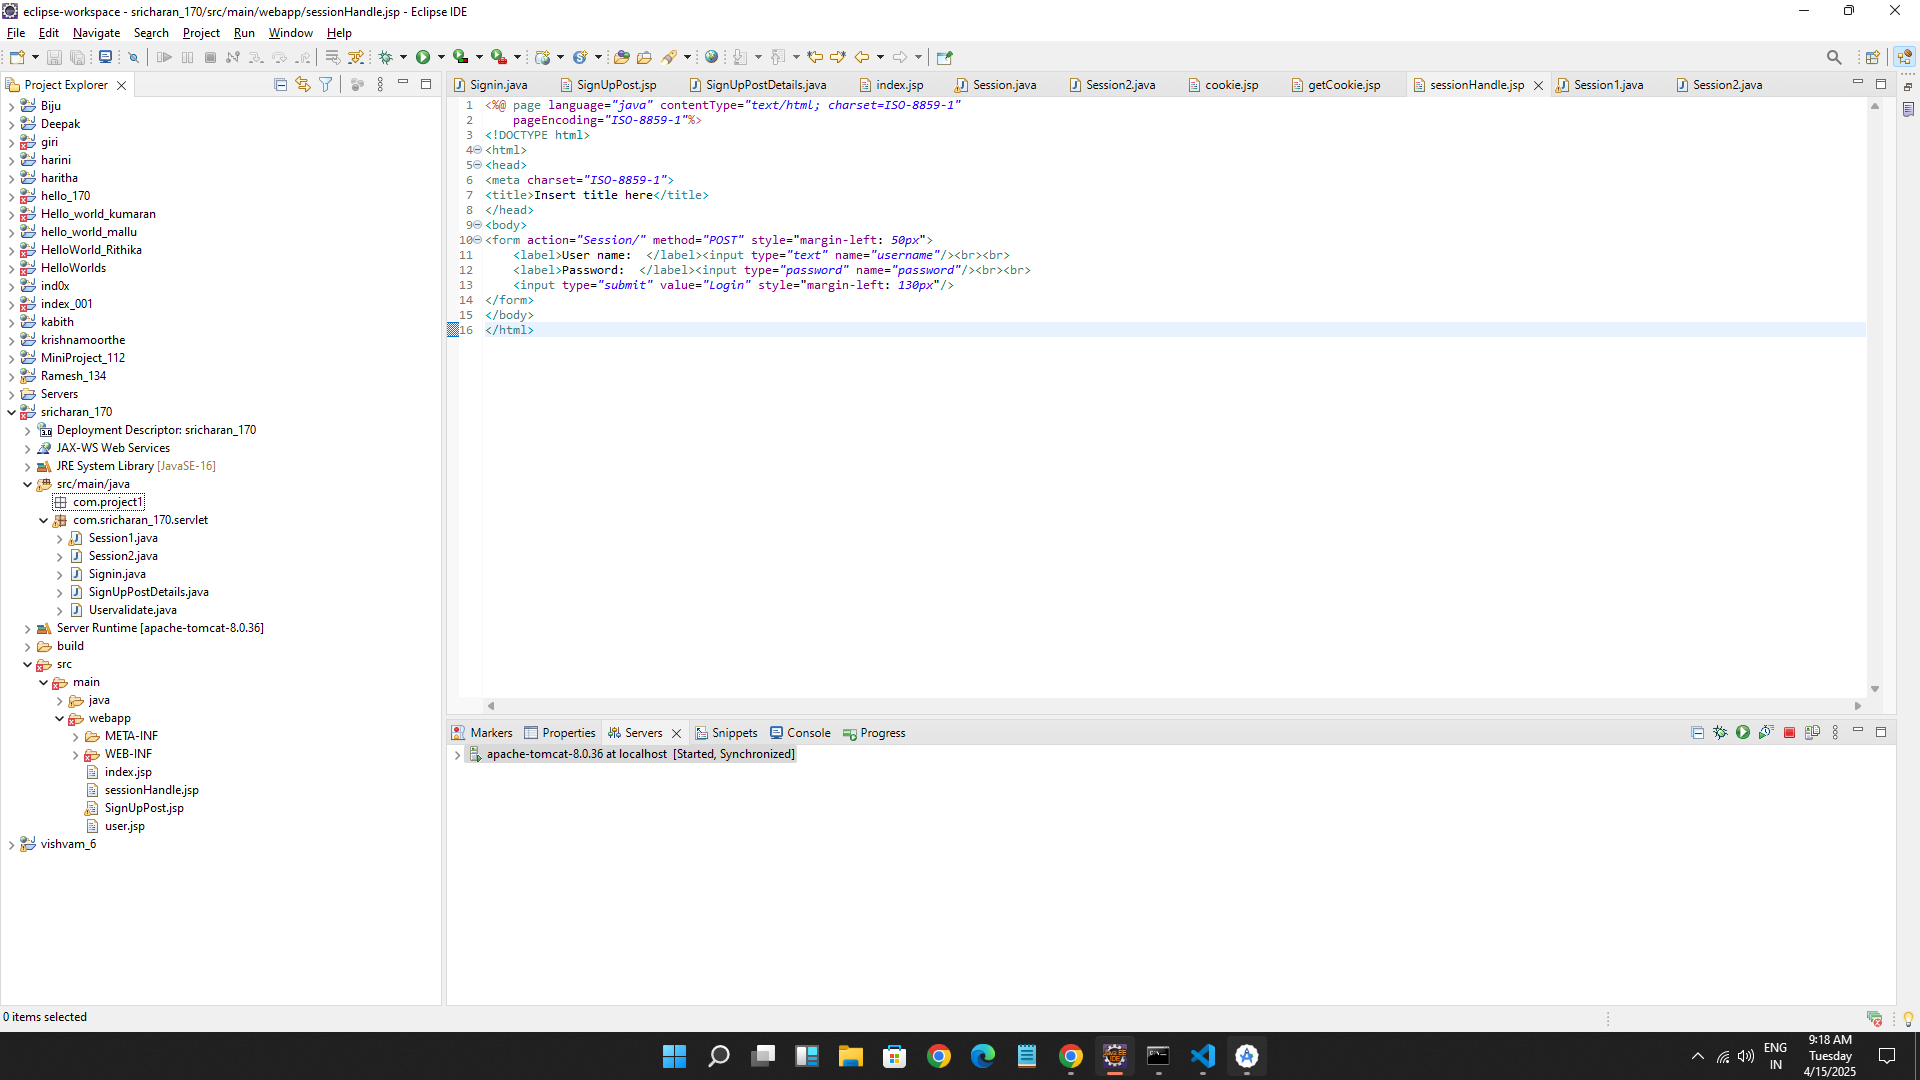 eclipse-workspace - sricharan_170/src/main/webapp/sessionHandle.jsp - Eclipse IDE
File Edit Navigate Search Project Run Window Help
Project Explorer
Biju
Deepak
giri
harini
haritha
hello_170
Hello_world_kumaran
hello_world_mallu
HelloWorld_Rithika
HelloWorlds
ind0x
index_001
kabith
krishnamoorthe
MiniProject_112
Ramesh_134
Servers
sricharan_170
Deployment Descriptor: sricharan_170
JAX-WS Web Services
JRE System Library [JavaSE-16]
src/main/java
com.project1
com.sricharan_170.servlet
Session1.java
Session2.java
Signin.java
SignUpPostDetails.java
Uservalidate.java
Server Runtime [apache-tomcat-8.0.36]
build
src
main
java
webapp
META-INF
WEB-INF
index.jsp
sessionHandle.jsp
SignUpPost.jsp
user.jsp
vishvam_6
Signin.java SignUpPost.jsp SignUpPostDetails.java index.jsp Session.java Session2.java cookie.jsp getCookie.jsp sessionHandle.jsp Session1.java Session2.java
1 <%@ page language="java" contentType="text/html; charset=ISO-8859-1"
2 pageEncoding="ISO-8859-1"%>
3 <!DOCTYPE html>
4 <html>
5 <head>
6 <meta charset="ISO-8859-1">
7 <title>Insert title here</title>
8 </head>
9 <body>
10 <form action="Session/" method="POST" style="margin-left: 50px">
11 <label>User name: </label><input type="text" name="username"/><br><br>
12 <label>Password: </label><input type="password" name="password"/><br><br>
13 <input type="submit" value="Login" style="margin-left: 130px"/>
14 </form>
15 </body>
16 </html>
Markers Properties Servers Snippets Console Progress
apache-tomcat-8.0.36 at localhost [Started, Synchronized]
0 items selected
ENG
IN
9:18 AM
Tuesday
4/15/2025